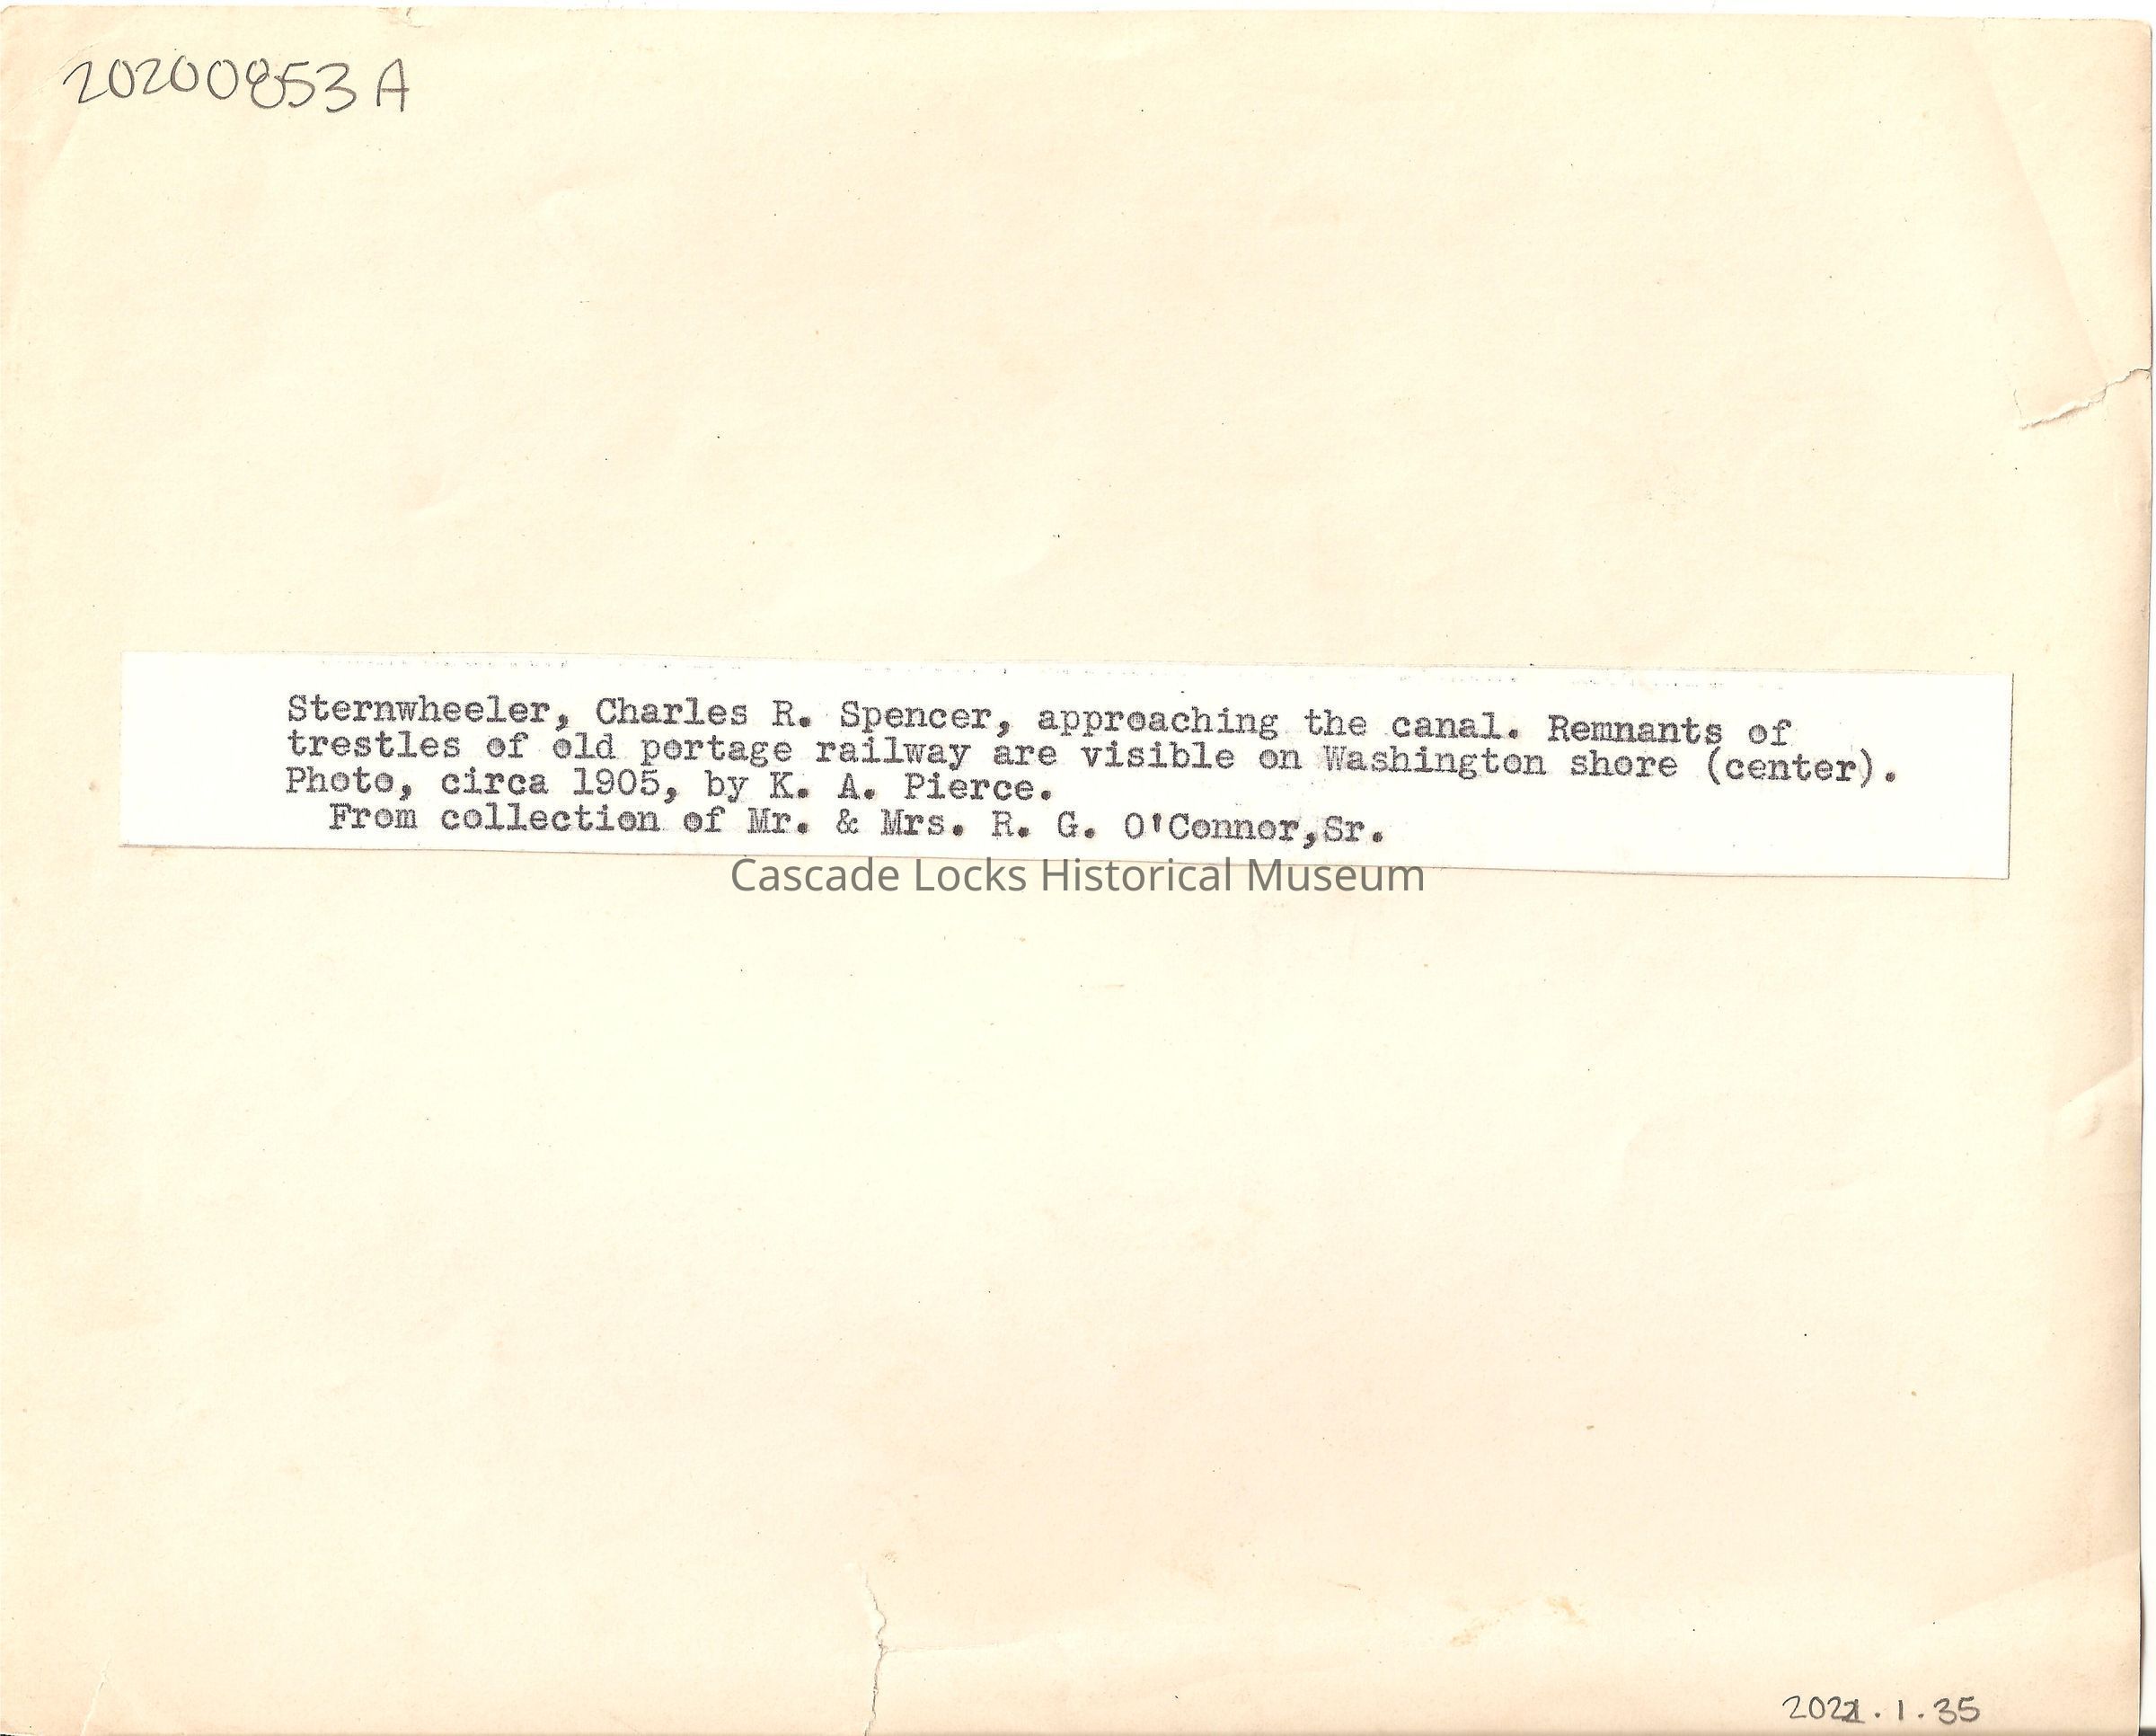 20200853A
Sternwheeler, Charles R. Spencer, approaching the canal. Remnants of
trestles of old portage railway are visible on Washington shore (center).
Photo, circa 1905, by K. A. Pierce.
From collection of Mr. & Mrs. R. G. O'Connor,Sr.
Cascade Locks Historical Museum
2021.1.35